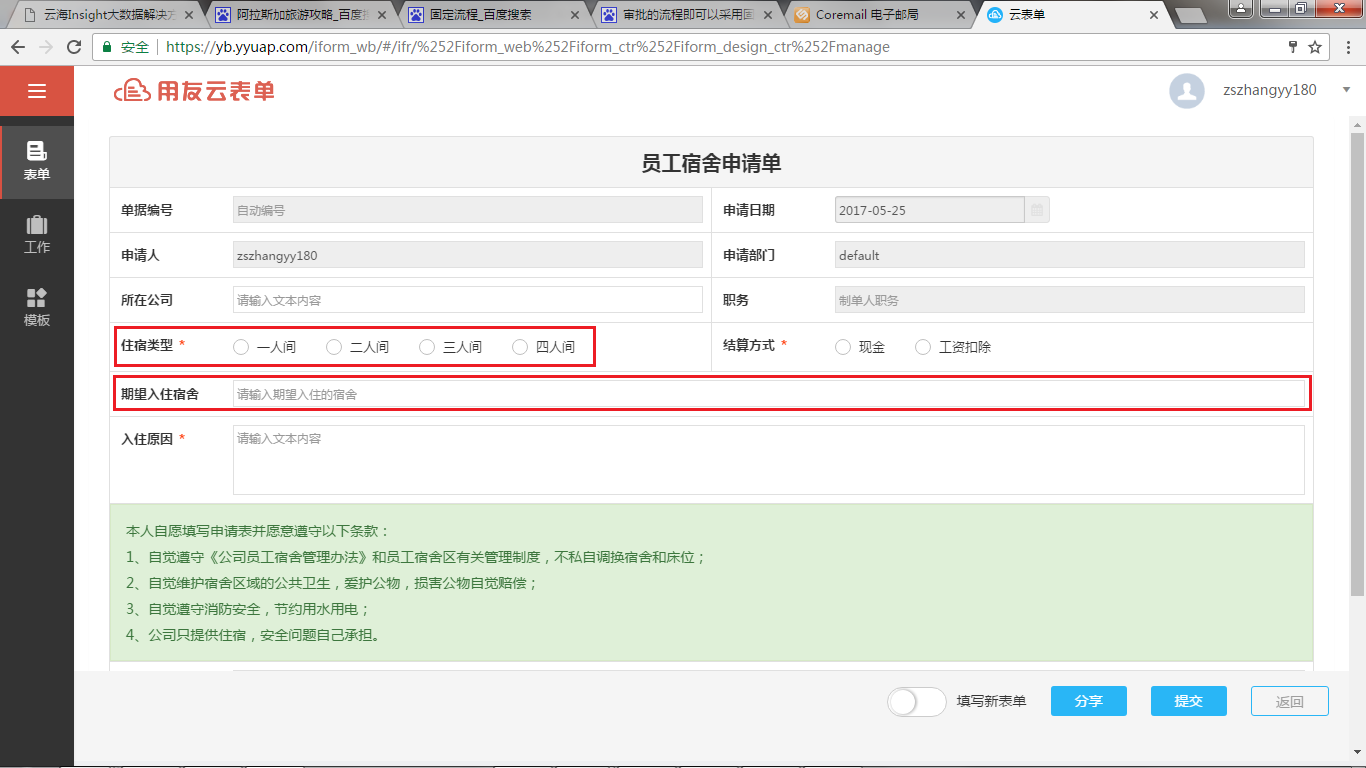 云海Insight大数据解决方
阿拉斯加旅游攻略_百度搜
固定流程_百度搜索
审批的流程即可以采用固
Coremail 电子邮局
云表单
安全 https://yb.yyuap.com/iform_wb/#/ifr/%252Fiform_web%252Fiform_ctr%252Fiform_design_ctr%252Fmanage
用友云表单
zszhangyy180
表单
工作
模板
员工宿舍申请单
单据编号 自动编号 申请日期 2017-05-25
申请人 zszhangyy180 申请部门 default
所在公司 请输入文本内容 职务 制单人职务
住宿类型 * 一人间 二人间 三人间 四人间 结算方式 * 现金 工资扣除
期望入住宿舍 请输入期望入住的宿舍
入住原因 * 请输入文本内容
本人自愿填写申请表并愿意遵守以下条款：
1、自觉遵守《公司员工宿舍管理办法》和员工宿舍区有关管理制度，不私自调换宿舍和床位；
2、自觉维护宿舍区域的公共卫生，爱护公物，损害公物自觉赔偿；
3、自觉遵守消防安全，节约用水用电；
4、公司只提供住宿，安全问题自己承担。
填写新表单 分享 提交 返回